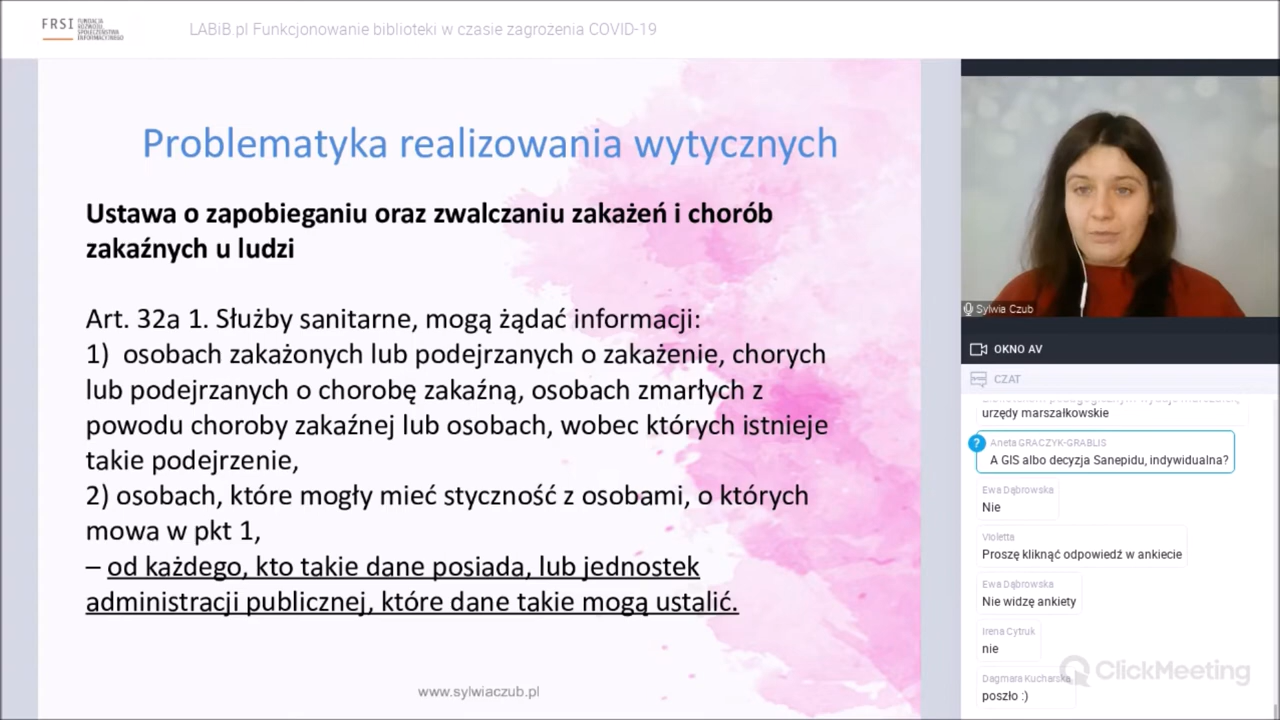 FRSI
FUNDACJA
ROZWOJU
SPOŁECZEŃSTWA
INFORMACYJNEGO
LABiB.pl Funkcjonowanie biblioteki w czasie zagrożenia COVID-19
Problematyka realizowania wytycznych
Ustawa o zapobieganiu oraz zwalczaniu zakażeń i chorób
zakaźnych u ludzi
Art. 32a 1. Służby sanitarne, mogą żądać informacji:
1) osobach zakażonych lub podejrzanych o zakażenie, chorych
lub podejrzanych o chorobę zakaźną, osobach zmarłych z
powodu choroby zakaźnej lub osobach, wobec których istnieje
takie podejrzenie,
2) osobach, które mogły mieć styczność z osobami, o których
mowa w pkt 1,
– od każdego, kto takie dane posiada, lub jednostek
administracji publicznej, które dane takie mogą ustalić.
www.sylwiaczub.pl
Sylwia Czub
OKNO AV
CZAT
urzędy marszałkowskie
? Aneta GRACZYK-GRABLIS
A GIS albo decyzja Sanepidu, indywidualna?
Ewa Dąbrowska
Nie
Violetta
Proszę kliknąć odpowiedź w ankiecie
Ewa Dąbrowska
Nie widzę ankiety
Irena Cytruk
nie
Dagmara Kucharska
poszło :)
ClickMeeting